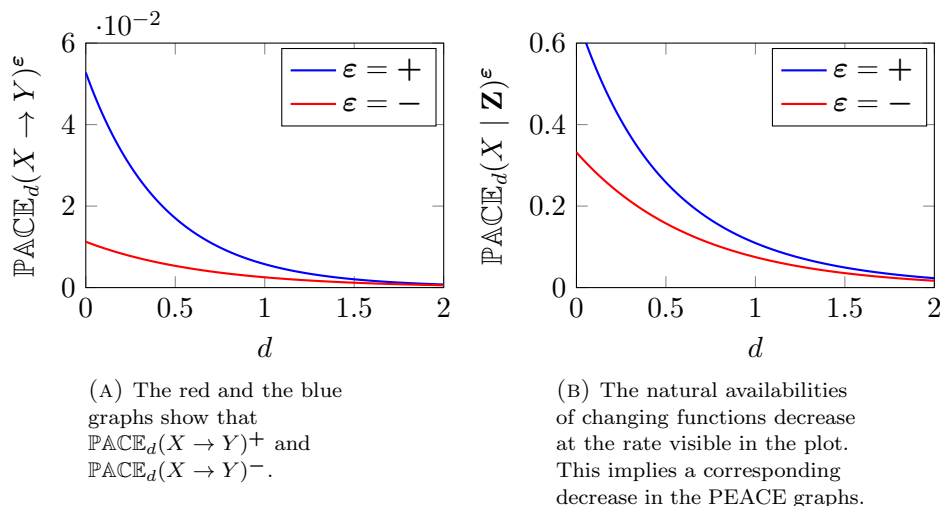 ·10⁻²
6
4
2
0
0 0.5 1 1.5 2
d
ℙ𝔸ℂ𝔼_d(X → Y)^ε
ε = +
ε = −
0.6
0.4
0.2
0
0 0.5 1 1.5 2
d
ℙ𝔸ℂ𝔼_d(X | Z)^ε
ε = +
ε = −
(A) The red and the blue
graphs show that
ℙ𝔸ℂ𝔼_d(X → Y)⁺ and
ℙ𝔸ℂ𝔼_d(X → Y)⁻.
(B) The natural availabilities
of changing functions decrease
at the rate visible in the plot.
This implies a corresponding
decrease in the PEACE graphs.